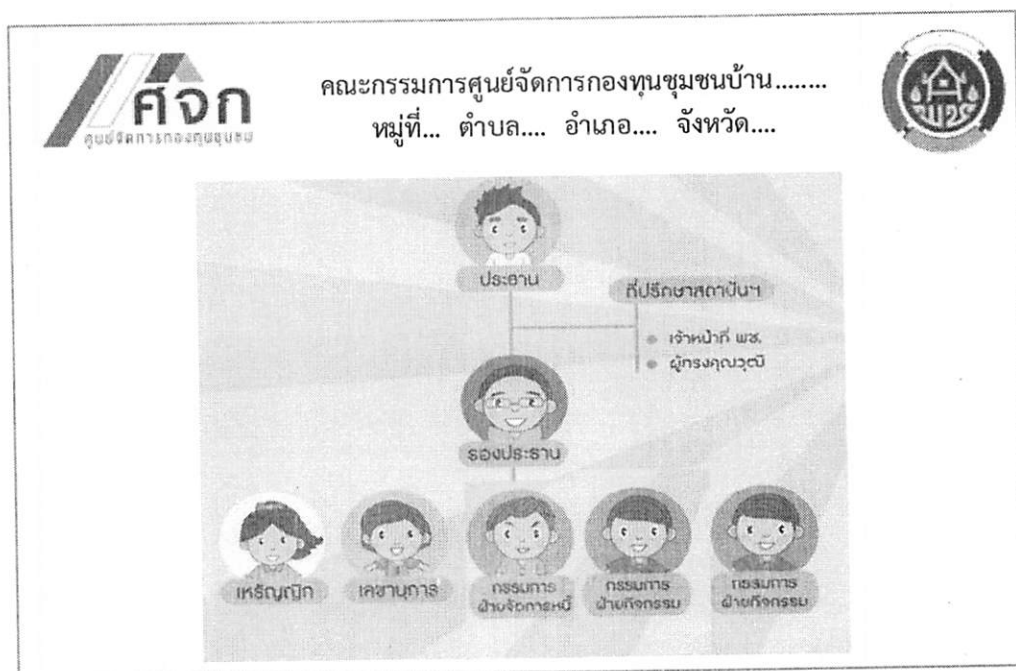 ศจก
ศูนย์จัดการกองทุนชุมชน
คณะกรรมการศูนย์จัดการกองทุนชุมชนบ้าน........
หมู่ที่... ตำบล.... อำเภอ.... จังหวัด....
ประธาน
ที่ปรึกษาสถาบันฯ
เจ้าหน้าที่ พช.
ผู้ทรงคุณวุฒิ
รองประธาน
เหรัญญิก
เลขานุการ
กรรมการ
ฝ่ายจัดการหนี้
กรรมการ
ฝ่ายกิจกรรม
กรรมการ
ฝ่ายกิจกรรม